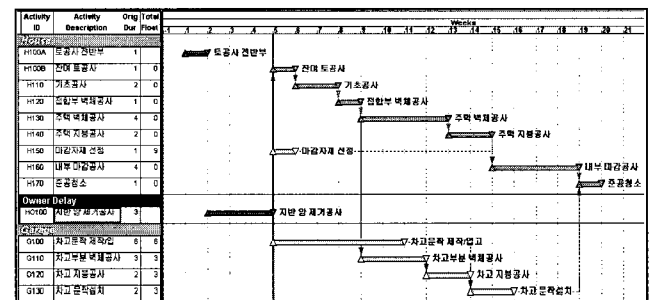 Activity Activity Orig Total
ID Description Dur Float
Weeks
-1 1 2 3 4 5 6 7 8 9 10 11 12 13 14 15 16 17 18 19 20 21
House
H100A 토공사 전반부 1 토공사 전반부
H100B 잔여 토공사 1 0 잔여 토공사
H110 기초공사 2 0 기초공사
H120 접합부 벽체공사 1 0 접합부 벽체공사
H130 주택 벽체공사 4 0 주택 벽체공사
H140 주택 지붕공사 2 0 주택 지붕공사
H150 마감자재 선정 1 9 마감자재 선정
H160 내부 마감공사 4 0 내부 마감공사
H170 준공청소 1 0 준공청소
Owner Delay
HO100 지반 암 제거공사 3 지반 암 제거공사
Garage
G100 차고문짝 제작/입 6 6 차고문짝 제작/입고
G110 차고부분 벽체공사 3 3 차고부분 벽체공사
G120 차고 지붕공사 2 3 차고 지붕공사
G130 차고 문짝설치 2 3 차고 문짝설치